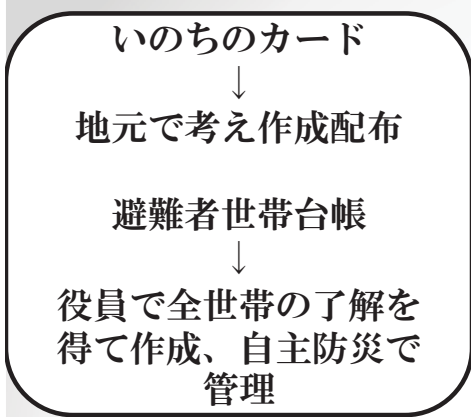 いのちのカード
↓
地元で考え作成配布
避難者世帯台帳
↓
役員で全世帯の了解を
得て作成、自主防災で
管理